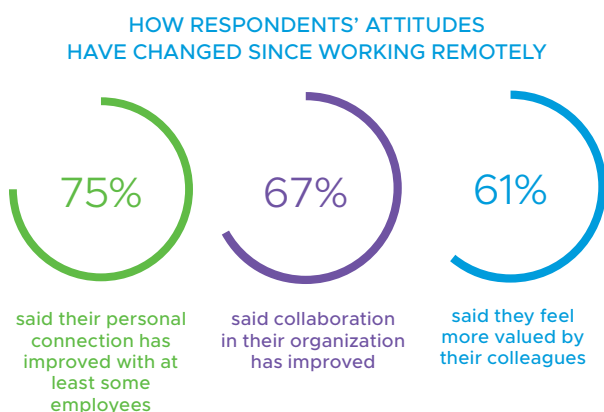 HOW RESPONDENTS’ ATTITUDES
HAVE CHANGED SINCE WORKING REMOTELY
75%
said their personal
connection has
improved with at
least some
employees
67%
said collaboration
in their organization
has improved
61%
said they feel
more valued by
their colleagues